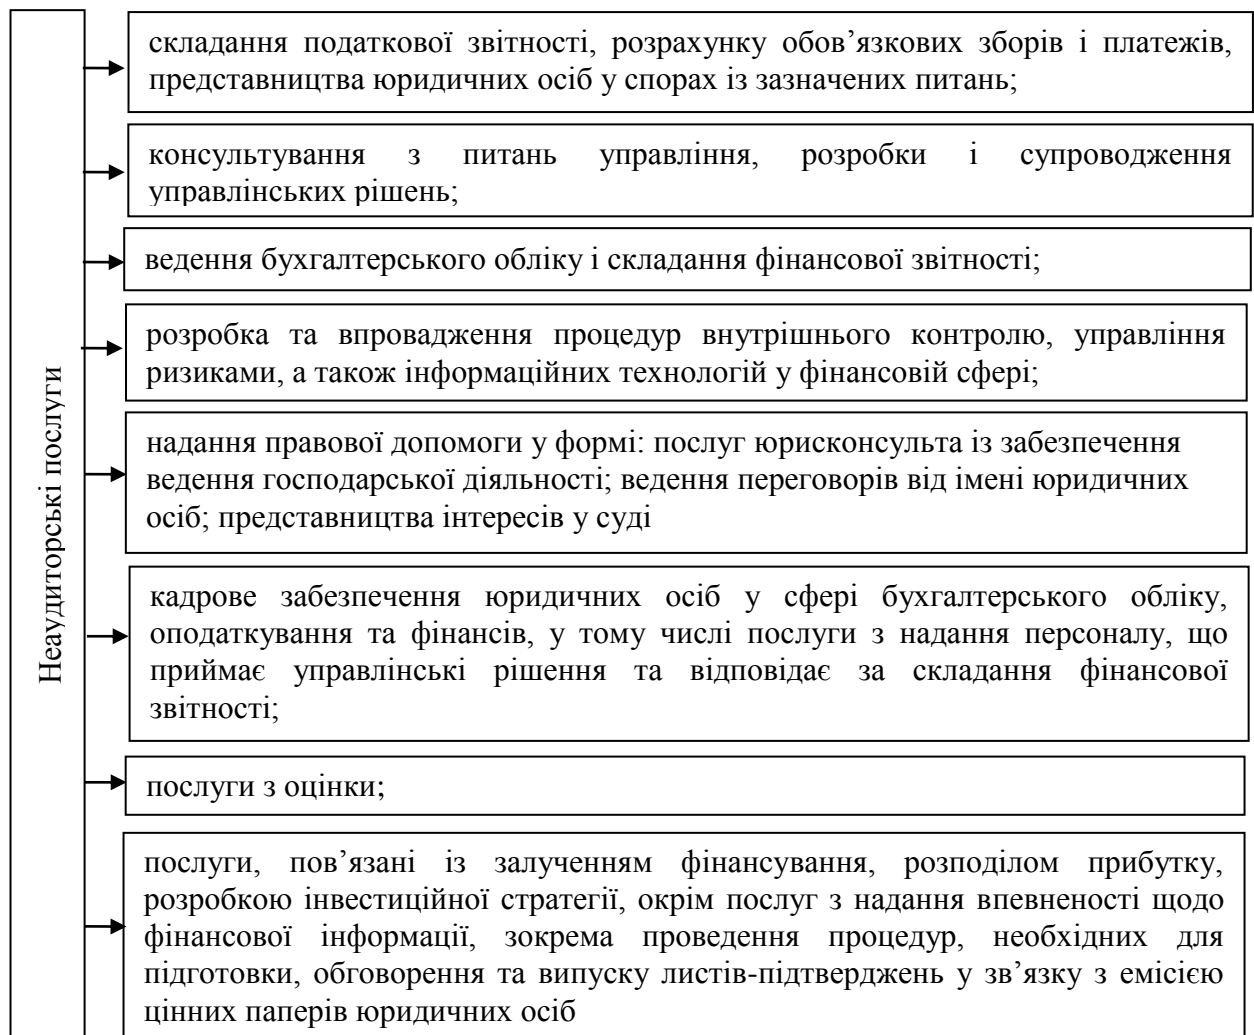 Неаудиторські послуги
складання податкової звітності, розрахунку обов’язкових зборів і платежів,
представництва юридичних осіб у спорах із зазначених питань;
консультування з питань управління, розробки і супроводження
управлінських рішень;
ведення бухгалтерського обліку і складання фінансової звітності;
розробка та впровадження процедур внутрішнього контролю, управління
ризиками, а також інформаційних технологій у фінансовій сфері;
надання правової допомоги у формі: послуг юрисконсульта із забезпечення
ведення господарської діяльності; ведення переговорів від імені юридичних
осіб; представництва інтересів у суді
кадрове забезпечення юридичних осіб у сфері бухгалтерського обліку,
оподаткування та фінансів, у тому числі послуги з надання персоналу, що
приймає управлінські рішення та відповідає за складання фінансової
звітності;
послуги з оцінки;
послуги, пов’язані із залученням фінансування, розподілом прибутку,
розробкою інвестиційної стратегії, окрім послуг з надання впевненості щодо
фінансової інформації, зокрема проведення процедур, необхідних для
підготовки, обговорення та випуску листів-підтверджень у зв’язку з емісією
цінних паперів юридичних осіб